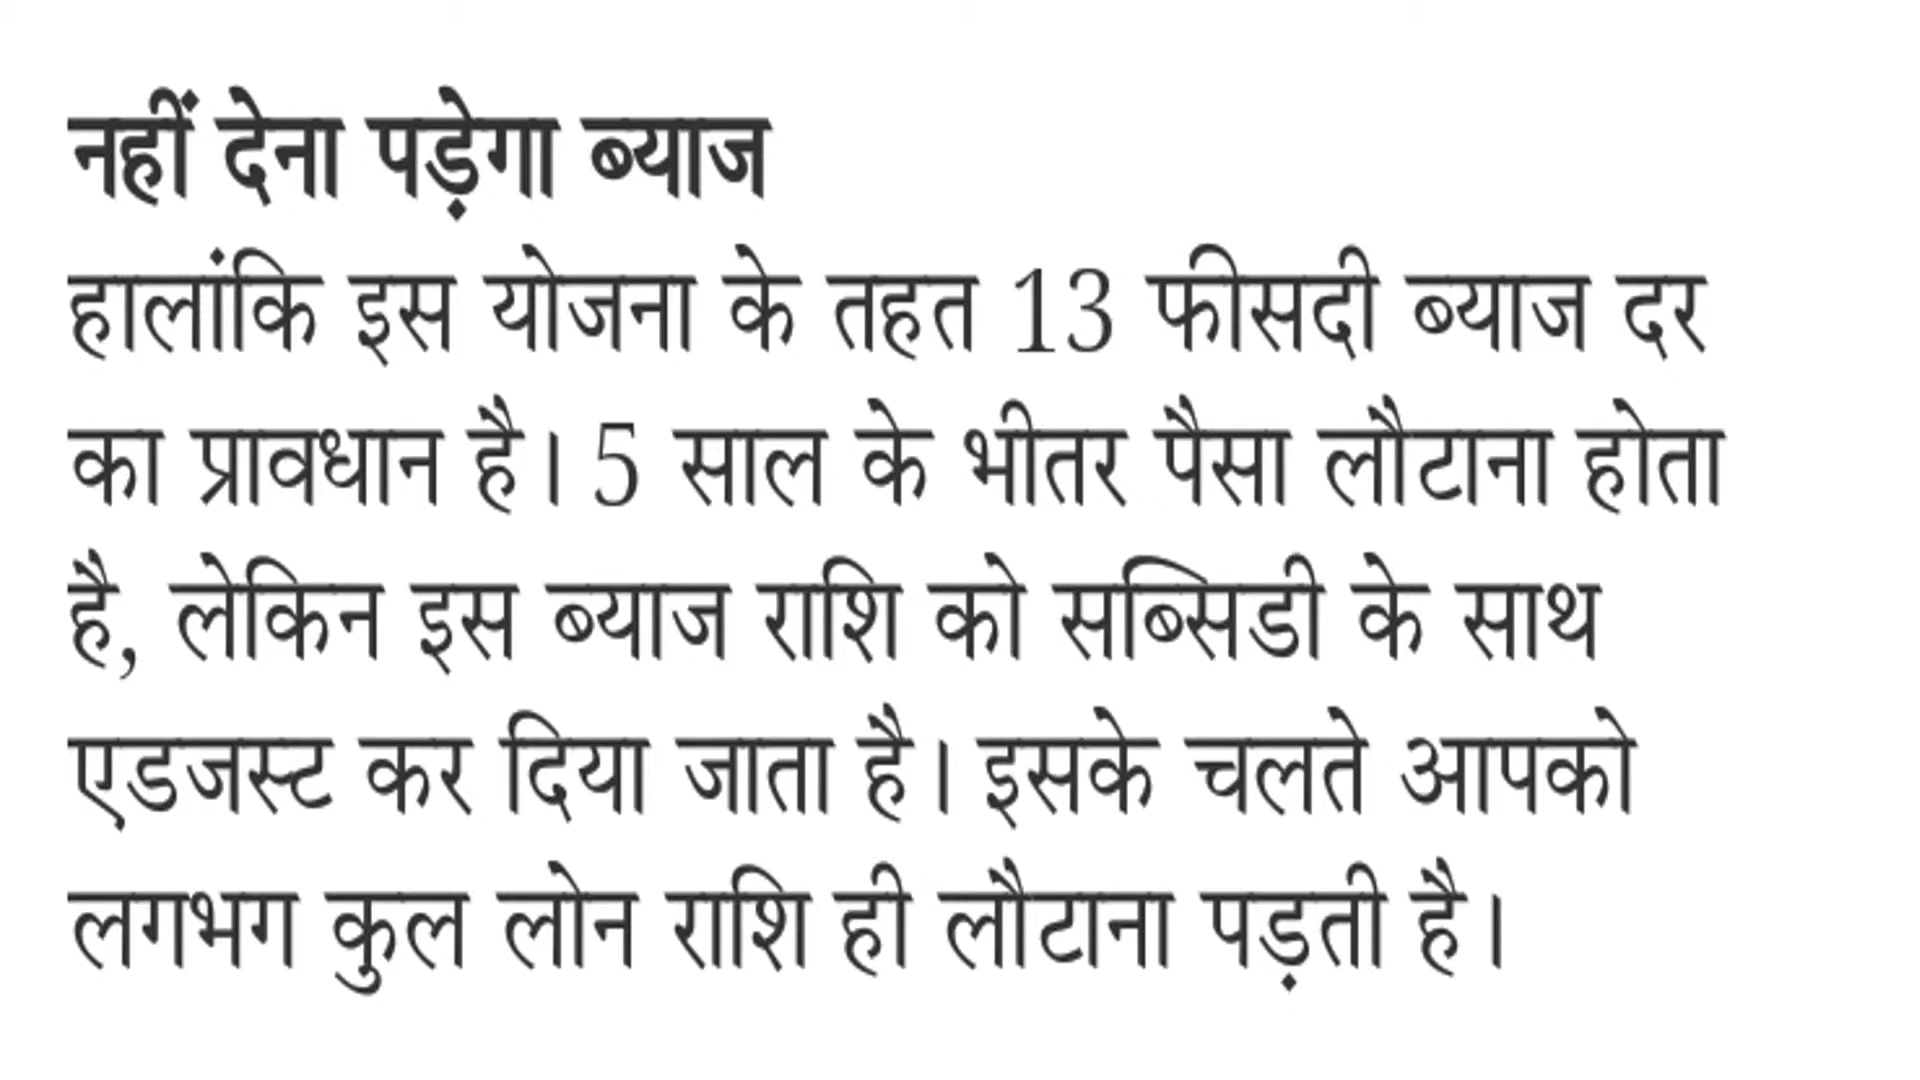 नहीं देना पड़ेगा ब्याज
हालांकि इस योजना के तहत 13 फीसदी ब्याज दर
का प्रावधान है। 5 साल के भीतर पैसा लौटाना होता
है, लेकिन इस ब्याज राशि को सब्सिडी के साथ
एडजस्ट कर दिया जाता है। इसके चलते आपको
लगभग कुल लोन राशि ही लौटाना पड़ती है।